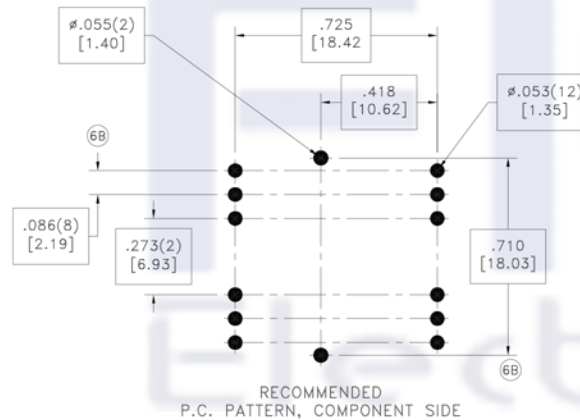 ø.055(2)
[1.40]
.725
[18.42
.418
[10.62]
ø.053(12)
[1.35]
6B
.086(8)
[2.19]
.273(2)
[6.93]
.710
[18.03]
6B
RECOMMENDED
P.C. PATTERN, COMPONENT SIDE
Elect